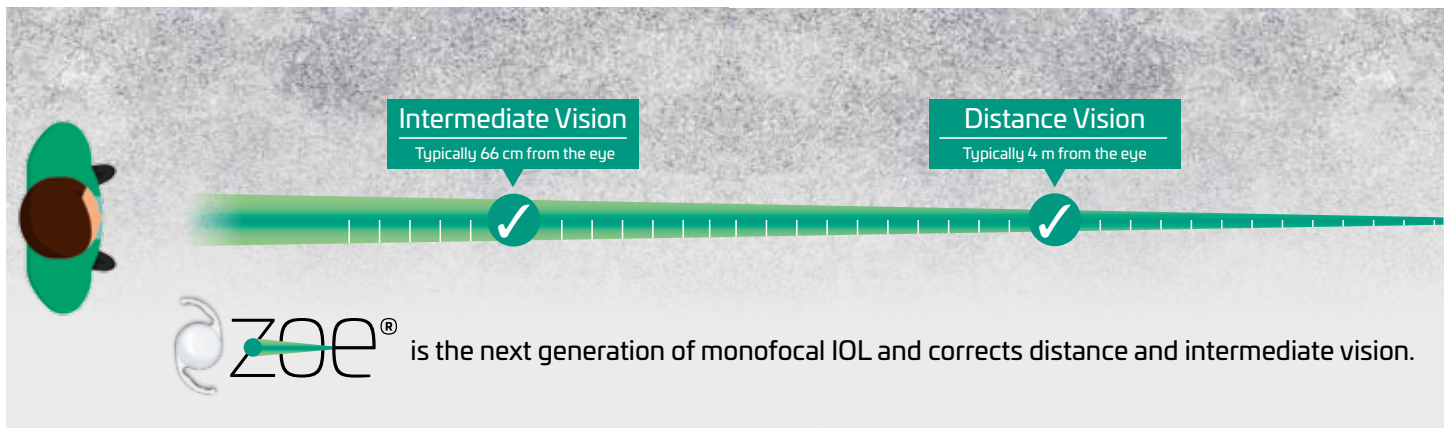 Intermediate Vision
Typically 66 cm from the eye
Distance Vision
Typically 4 m from the eye
zoe® is the next generation of monofocal IOL and corrects distance and intermediate vision.